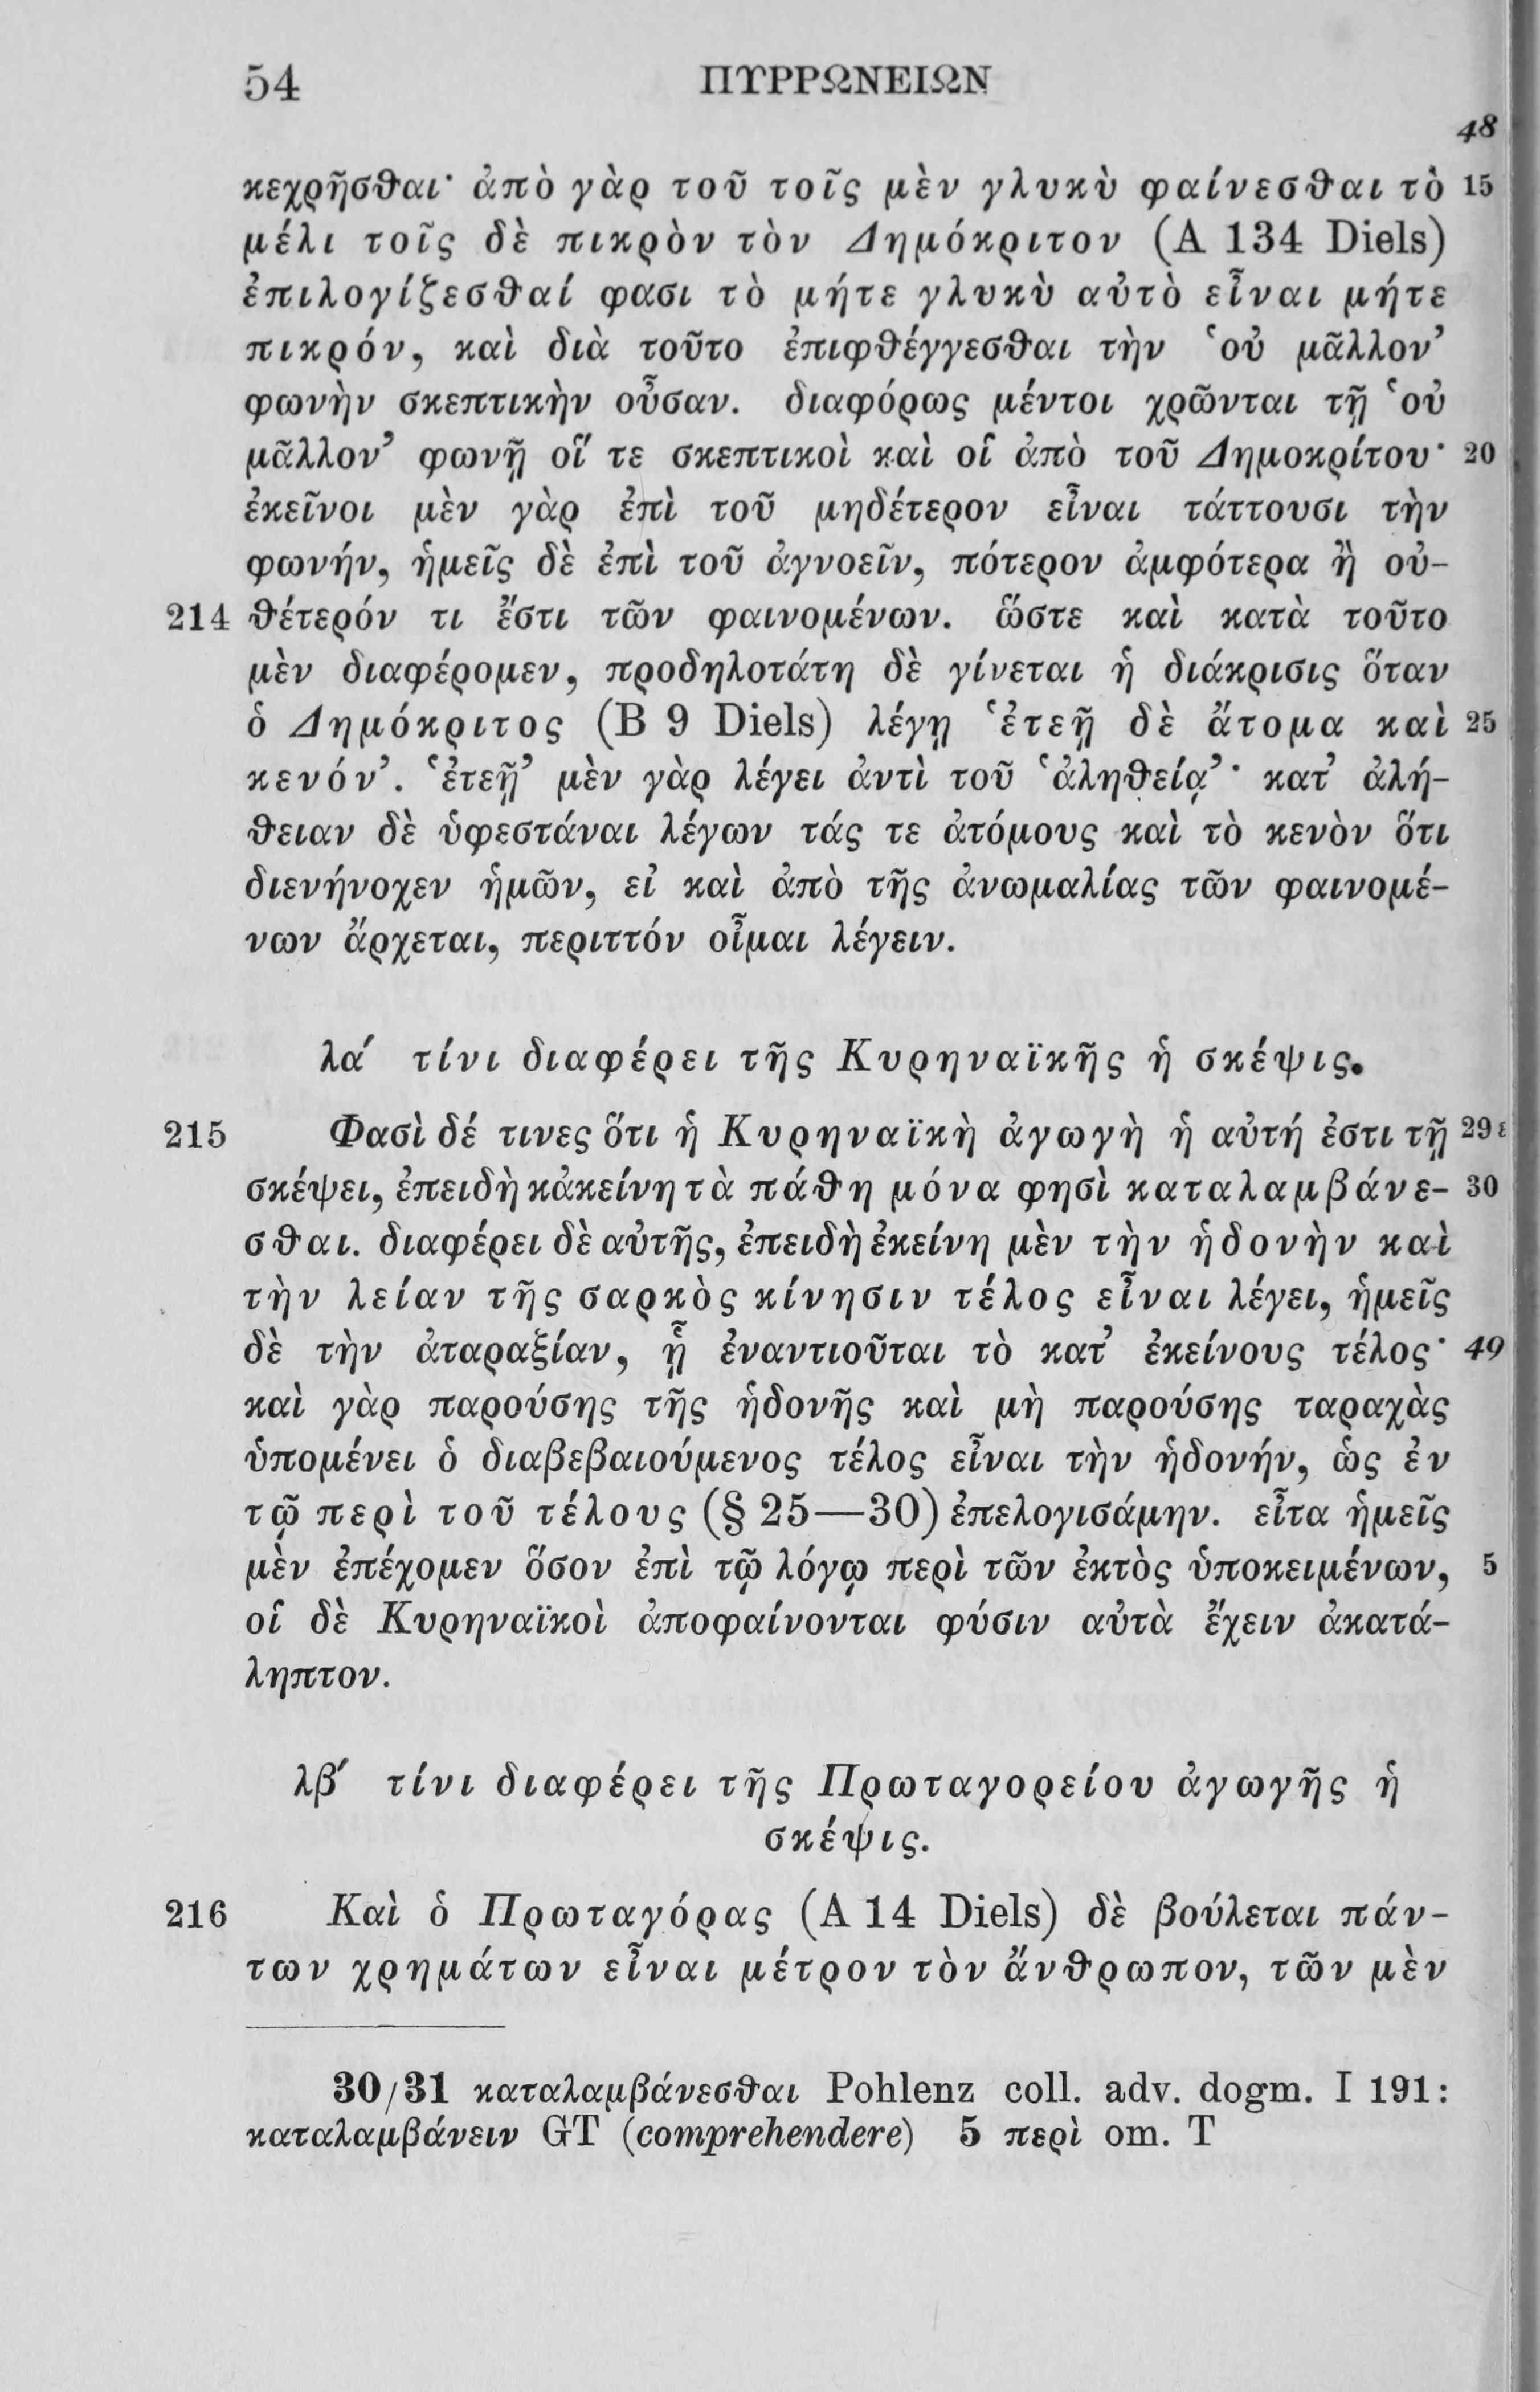 54 ΠΥΡΡΩΝΕΙΩΝ
48
κεχρῆσθαι· ἀπὸ γὰρ τοῦ τοῖς μὲν γλυκὺ φαίνεσθαι τὸ 15
μέλι τοῖς δὲ πικρὸν τὸν Δημόκριτον (A 134 Diels)
ἐπιλογίζεσθαί φασι τὸ μήτε γλυκὺ αὐτὸ εἶναι μήτε
πικρόν, καὶ διὰ τοῦτο ἐπιφθέγγεσθαι τὴν ‘οὐ μᾶλλον’
φωνὴν σκεπτικὴν οὖσαν. διαφόρως μέντοι χρῶνται τῇ ‘οὐ
μᾶλλον’ φωνῇ οἵ τε σκεπτικοὶ καὶ οἱ ἀπὸ τοῦ Δημοκρίτου· 20
ἐκεῖνοι μὲν γὰρ ἐπὶ τοῦ μηδέτερον εἶναι τάττουσι τὴν
φωνήν, ἡμεῖς δὲ ἐπὶ τοῦ ἀγνοεῖν, πότερον ἀμφότερα ἢ οὐ-
214 θέτερόν τι ἔστι τῶν φαινομένων. ὥστε καὶ κατὰ τοῦτο
μὲν διαφέρομεν, προδηλοτάτη δὲ γίνεται ἡ διάκρισις ὅταν
ὁ Δημόκριτος (B 9 Diels) λέγῃ ‘ἐτεῇ δὲ ἄτομα καὶ 25
κενόν’. ‘ἐτεῇ’ μὲν γὰρ λέγει ἀντὶ τοῦ ‘ἀληθείᾳ’· κατ’ ἀλή-
θειαν δὲ ὑφεστάναι λέγων τάς τε ἀτόμους καὶ τὸ κενὸν ὅτι
διενήνοχεν ἡμῶν, εἰ καὶ ἀπὸ τῆς ἀνωμαλίας τῶν φαινομέ-
νων ἄρχεται, περιττόν οἶμαι λέγειν.
λα′ τίνι διαφέρει τῆς Κυρηναϊκῆς ἡ σκέψις.
215 Φασὶ δέ τινες ὅτι ἡ Κυρηναϊκὴ ἀγωγὴ ἡ αὐτή ἐστι τῇ 29
σκέψει, ἐπειδὴ κἀκείνη τὰ πάθη μόνα φησὶ καταλαμβάνε- 30
σθαι. διαφέρει δὲ αὐτῆς, ἐπειδὴ ἐκείνη μὲν τὴν ἡδονὴν καὶ
τὴν λείαν τῆς σαρκὸς κίνησιν τέλος εἶναι λέγει, ἡμεῖς
δὲ τὴν ἀταραξίαν, ᾗ ἐναντιοῦται τὸ κατ’ ἐκείνους τέλος· 49
καὶ γὰρ παρούσης τῆς ἡδονῆς καὶ μὴ παρούσης ταραχὰς
ὑπομένει ὁ διαβεβαιούμενος τέλος εἶναι τὴν ἡδονήν, ὡς ἐν
τῷ περὶ τοῦ τέλους (§ 25—30) ἐπελογισάμην. εἶτα ἡμεῖς
μὲν ἐπέχομεν ὅσον ἐπὶ τῷ λόγῳ περὶ τῶν ἐκτὸς ὑποκειμένων, 5
οἱ δὲ Κυρηναϊκοὶ ἀποφαίνονται φύσιν αὐτὰ ἔχειν ἀκατά-
ληπτον.
λβ′ τίνι διαφέρει τῆς Πρωταγορείου ἀγωγῆς ἡ
σκέψις.
216 Καὶ ὁ Πρωταγόρας (A 14 Diels) δὲ βούλεται πάν-
των χρημάτων εἶναι μέτρον τὸν ἄνθρωπον, τῶν μὲν
30/31 καταλαμβάνεσθαι Pohlenz coll. adv. dogm. I 191:
καταλαμβάνειν GT (comprehendere) 5 περὶ om. T